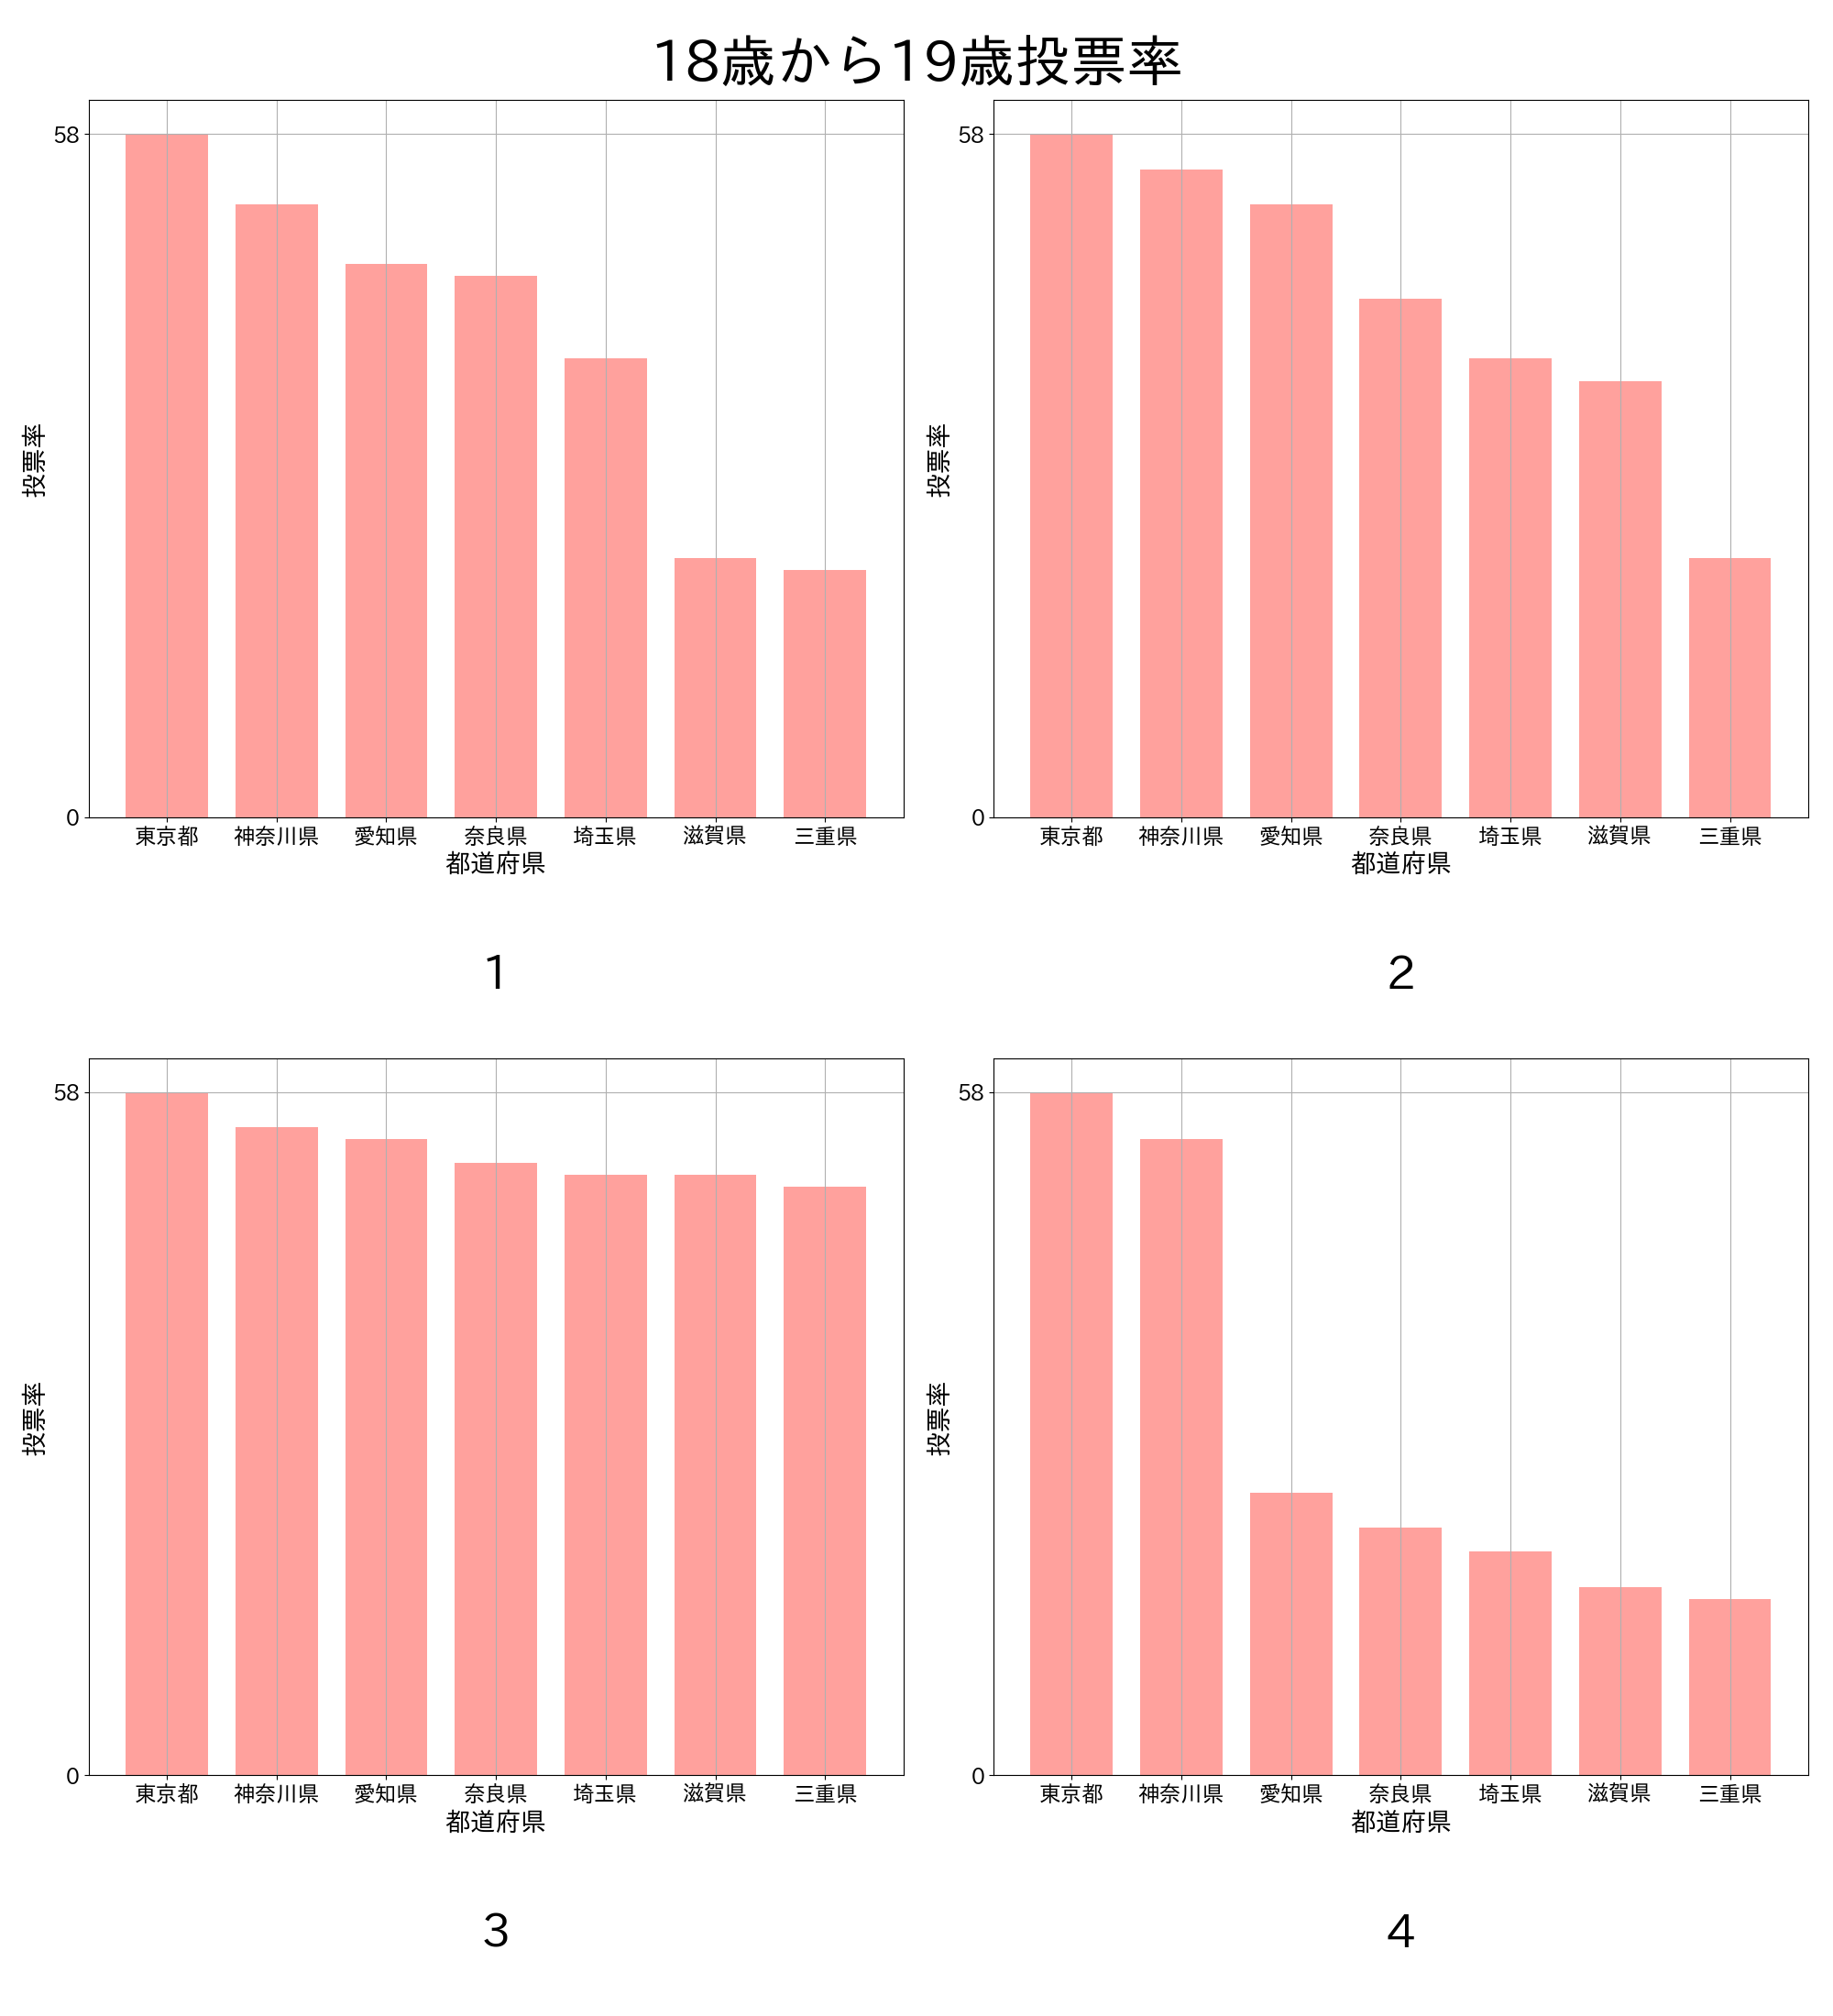 18歳から19歳投票率
58
0
投票率
東京都 神奈川県 愛知県 奈良県 埼玉県 滋賀県 三重県
都道府県
1
58
0
投票率
東京都 神奈川県 愛知県 奈良県 埼玉県 滋賀県 三重県
都道府県
2
58
0
投票率
東京都 神奈川県 愛知県 奈良県 埼玉県 滋賀県 三重県
都道府県
3
58
0
投票率
東京都 神奈川県 愛知県 奈良県 埼玉県 滋賀県 三重県
都道府県
4